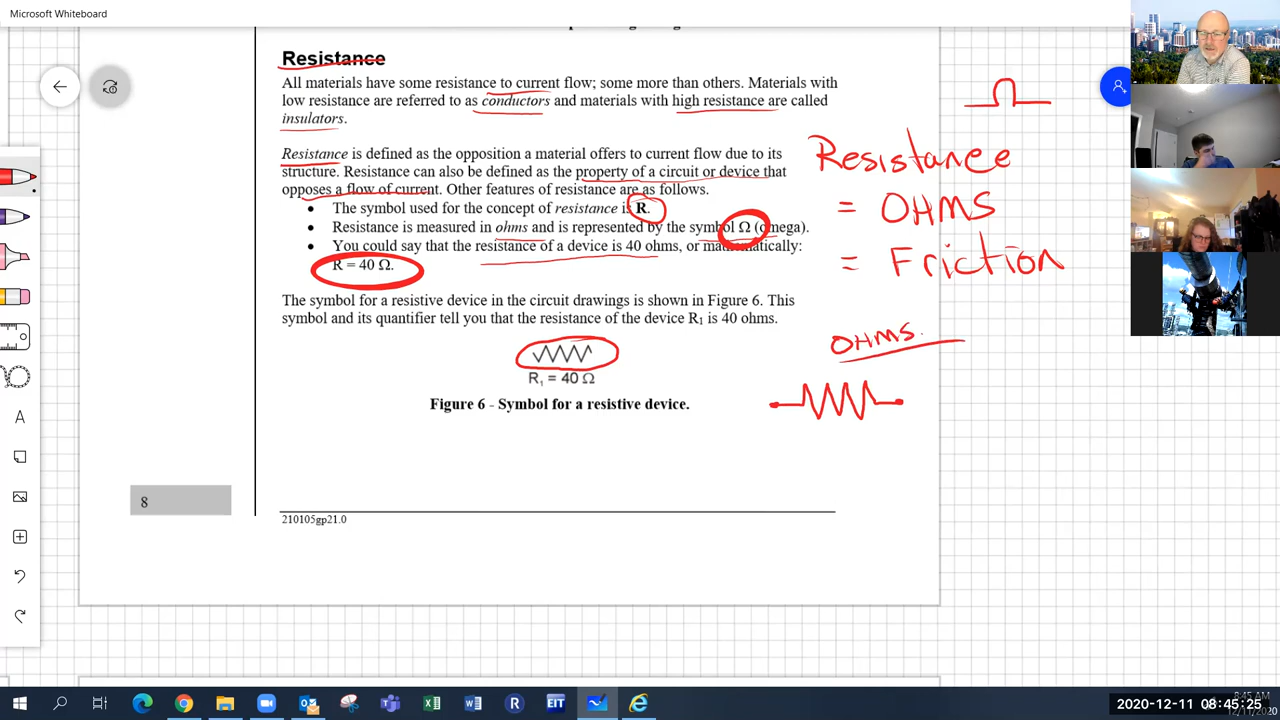 Microsoft Whiteboard
Resistance
All materials have some resistance to current flow; some more than others. Materials with
low resistance are referred to as conductors and materials with high resistance are called
insulators.
Resistance is defined as the opposition a material offers to current flow due to its
structure. Resistance can also be defined as the property of a circuit or device that
opposes a flow of current. Other features of resistance are as follows.
• The symbol used for the concept of resistance is R.
• Resistance is measured in ohms and is represented by the symbol Ω (omega).
• You could say that the resistance of a device is 40 ohms, or mathematically:
R = 40 Ω.
The symbol for a resistive device in the circuit drawings is shown in Figure 6. This
symbol and its quantifier tell you that the resistance of the device R1 is 40 ohms.
R1 = 40 Ω
Figure 6 - Symbol for a resistive device.
8
210105gp21.0
Ω
Resistance
= OHMS
= Friction
OHMS.
A
R
EIT
8:45 AM
2020-12-11 08:45:25